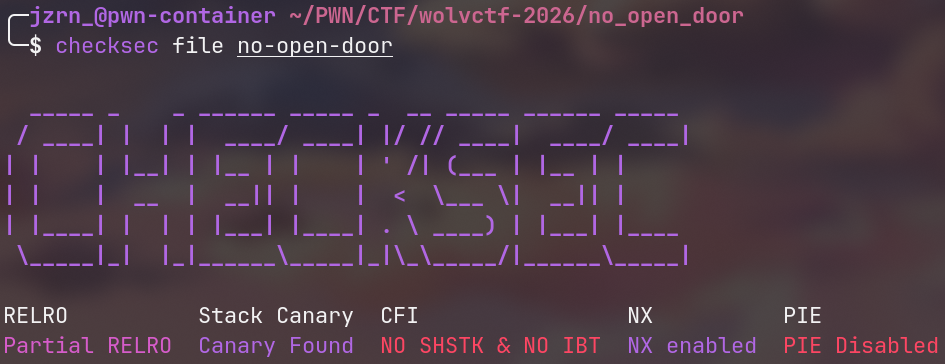 jzrn_@pwn-container ~/PWN/CTF/wolvctf-2026/no_open_door
$ checksec file no-open-door
CHECKSEC
RELRO Stack Canary CFI NX PIE
Partial RELRO Canary Found NO SHSTK & NO IBT NX enabled PIE Disabled